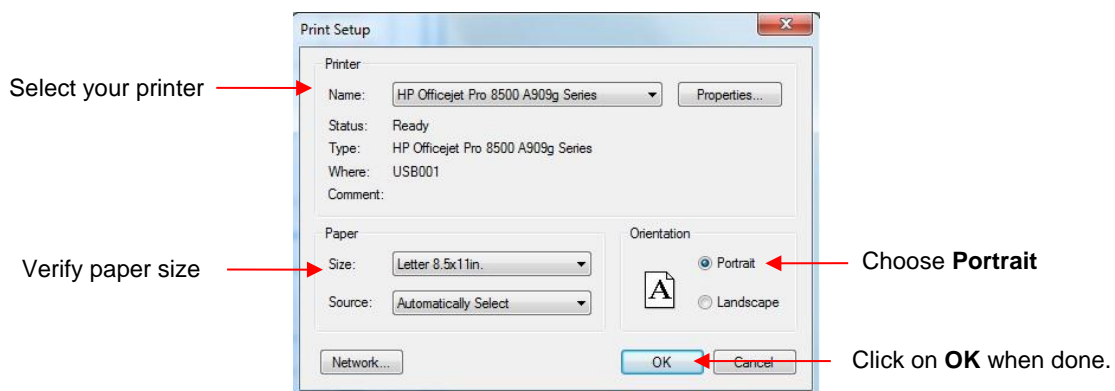 Print Setup
Printer
Select your printer
Name: HP Officejet Pro 8500 A909g Series Properties...
Status: Ready
Type: HP Officejet Pro 8500 A909g Series
Where: USB001
Comment:
Paper Orientation
Verify paper size
Size: Letter 8.5x11in.
Portrait
Choose Portrait
A
Source: Automatically Select
Landscape
Network... OK Cancel
Click on OK when done.